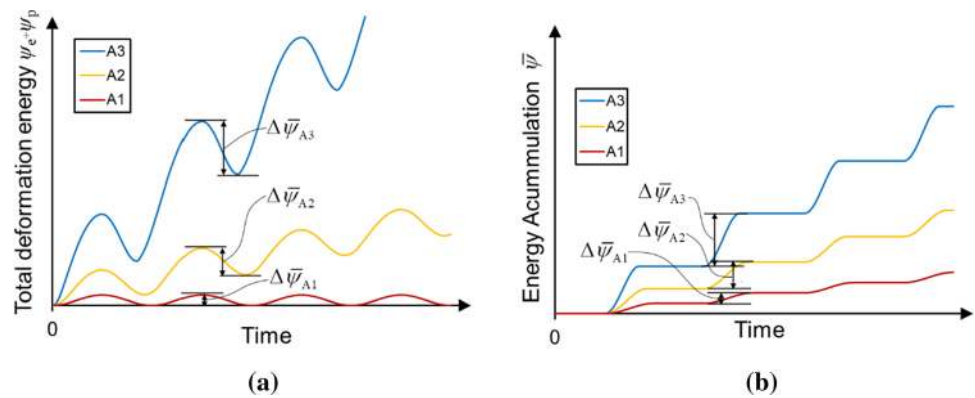 Total deformation energy ψe+ψp
A3
A2
A1
Δψ̄A3
Δψ̄A2
Δψ̄A1
0
Time
(a)
Energy Acummulation ψ̄
A3
A2
A1
Δψ̄A3
Δψ̄A2
Δψ̄A1
0
Time
(b)